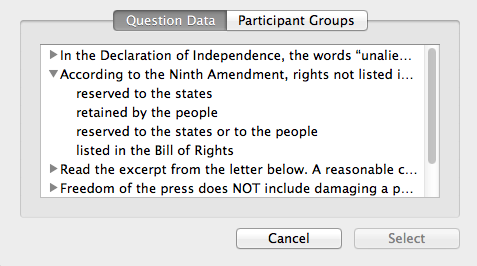 Question Data
Participant Groups
In the Declaration of Independence, the words "unalie...
According to the Ninth Amendment, rights not listed i...
reserved to the states
retained by the people
reserved to the states or to the people
listed in the Bill of Rights
Read the excerpt from the letter below. A reasonable c...
Freedom of the press does NOT include damaging a p...
Cancel
Select